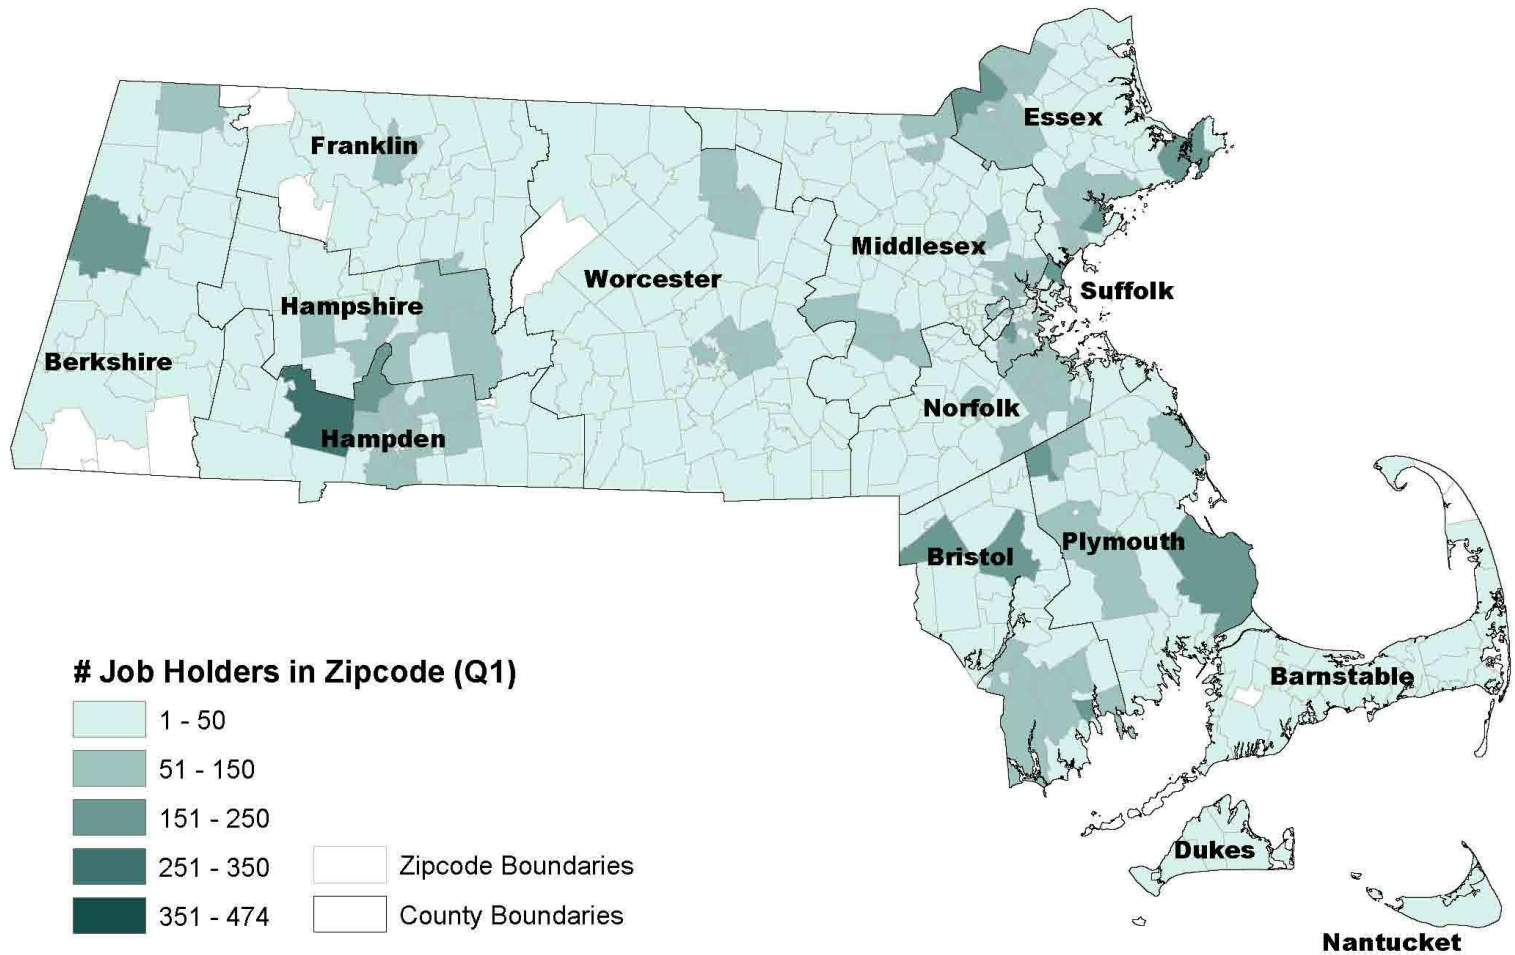 Essex
Franklin
Middlesex
Worcester
Suffolk
Hampshire
Berkshire
Norfolk
Hampden
Plymouth
Bristol
# Job Holders in Zipcode (Q1)
Barnstable
1 - 50
51 - 150
151 - 250
Dukes
251 - 350
Zipcode Boundaries
351 - 474
County Boundaries
Nantucket